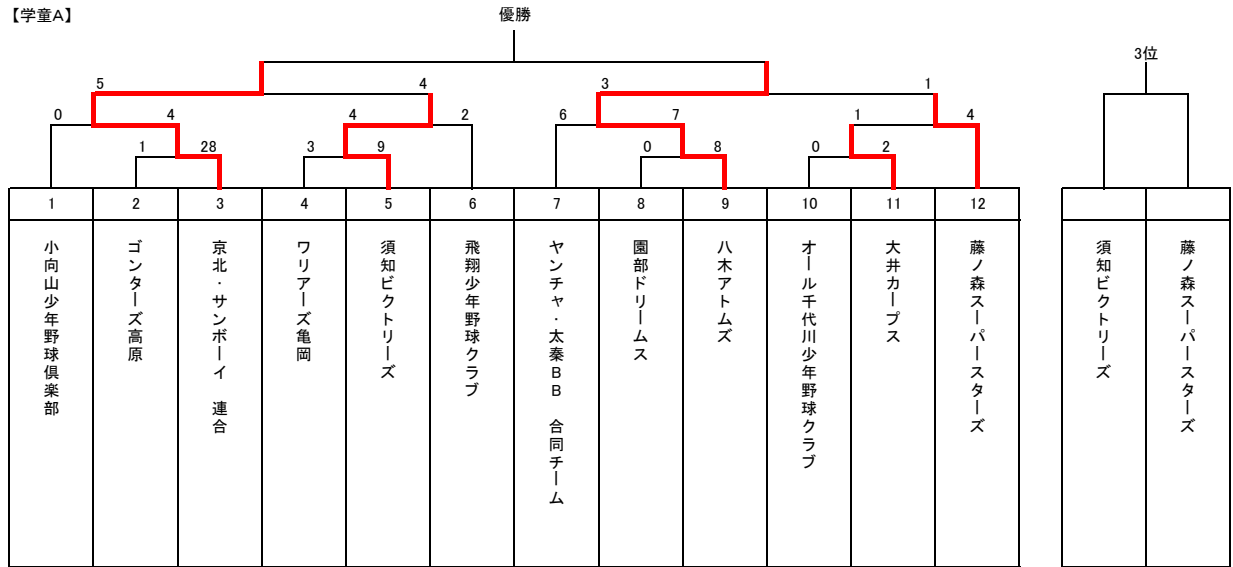 【学童A】
優勝
3位
5
4
3
1
0
4
4
2
6
7
1
4
1
28
3
9
0
8
0
2
1
2
3
4
5
6
7
8
9
10
11
12
小向山少年野球倶楽部
ゴンターズ高原
京北・サンボーイ 連合
ワリアーズ亀岡
須知ビクトリーズ
飛翔少年野球クラブ
ヤンチャ・太秦BB 合同チーム
園部ドリームス
八木アトムズ
オール千代川少年野球クラブ
大井カープス
藤ノ森スーパースターズ
須知ビクトリーズ
藤ノ森スーパースターズ